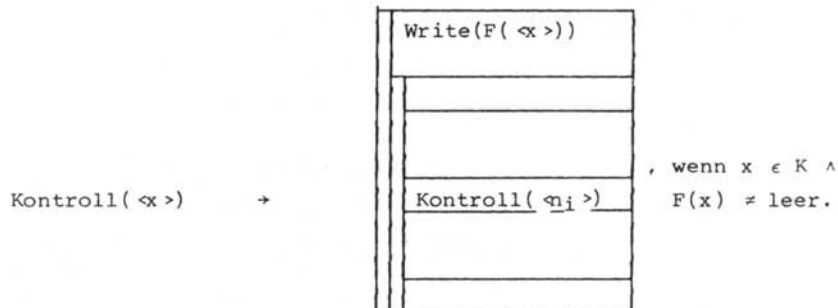 Write(F(<x>))
, wenn x ϵ K ∧
Kontroll(<x>) → Kontroll(<n_i>) F(x) ≠ leer.